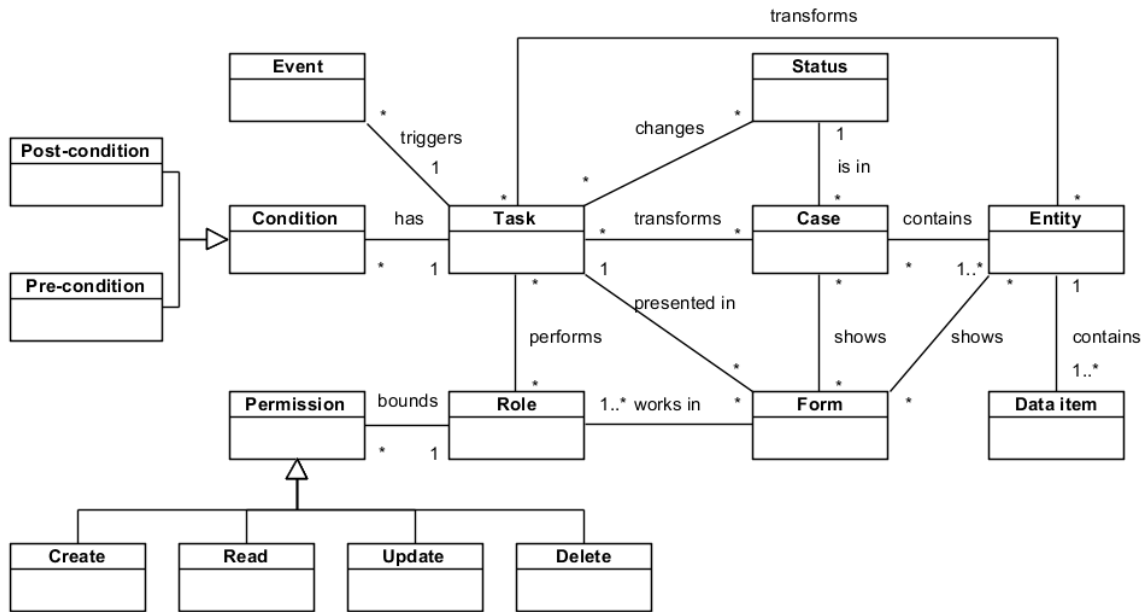 transforms
Event
Status
*
*
triggers
changes
1
Post-condition
1
*
is in
*
*
*
Condition
has
Task
transforms
Case
contains
Entity
*
*
*
1
1
*
1..*
Pre-condition
*
*
*
1
presented in
performs
shows
shows
contains
*
*
*
1..*
Permission
bounds
Role
1..*
works in
*
Form
*
Data item
*
1
Create
Read
Update
Delete